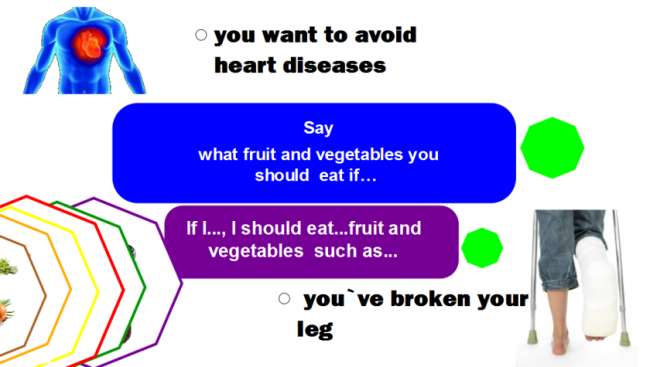 you want to avoid
heart diseases
Say
what fruit and vegetables you
should eat if…
If I..., I should eat...fruit and
vegetables such as...
you`ve broken your
leg